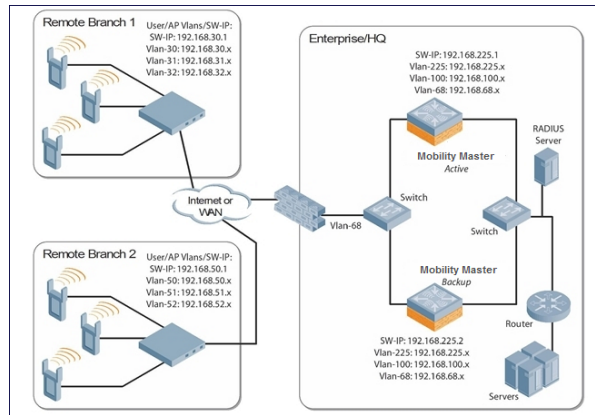 Remote Branch 1
User/AP Vlans/SW-IP:
SW-IP: 192.168.30.1
Vlan-30: 192.168.30.x
Vlan-31: 192.168.31.x
Vlan-32: 192.168.32.x
Internet or
WAN
Remote Branch 2
User/AP Vlans/SW-IP:
SW-IP: 192.168.50.1
Vlan-50: 192.168.50.x
Vlan-51: 192.168.51.x
Vlan-52: 192.168.52.x
Enterprise/HQ
SW-IP: 192.168.225.1
Vlan-225: 192.168.225.x
Vlan-100: 192.168.100.x
Vlan-68: 192.168.68.x
Mobility Master
Active
RADIUS
Server
Switch
Vlan-68
Switch
Mobility Master
Backup
SW-IP: 192.168.225.2
Vlan-225: 192.168.225.x
Vlan-100: 192.168.100.x
Vlan-68: 192.168.68.x
Router
Servers